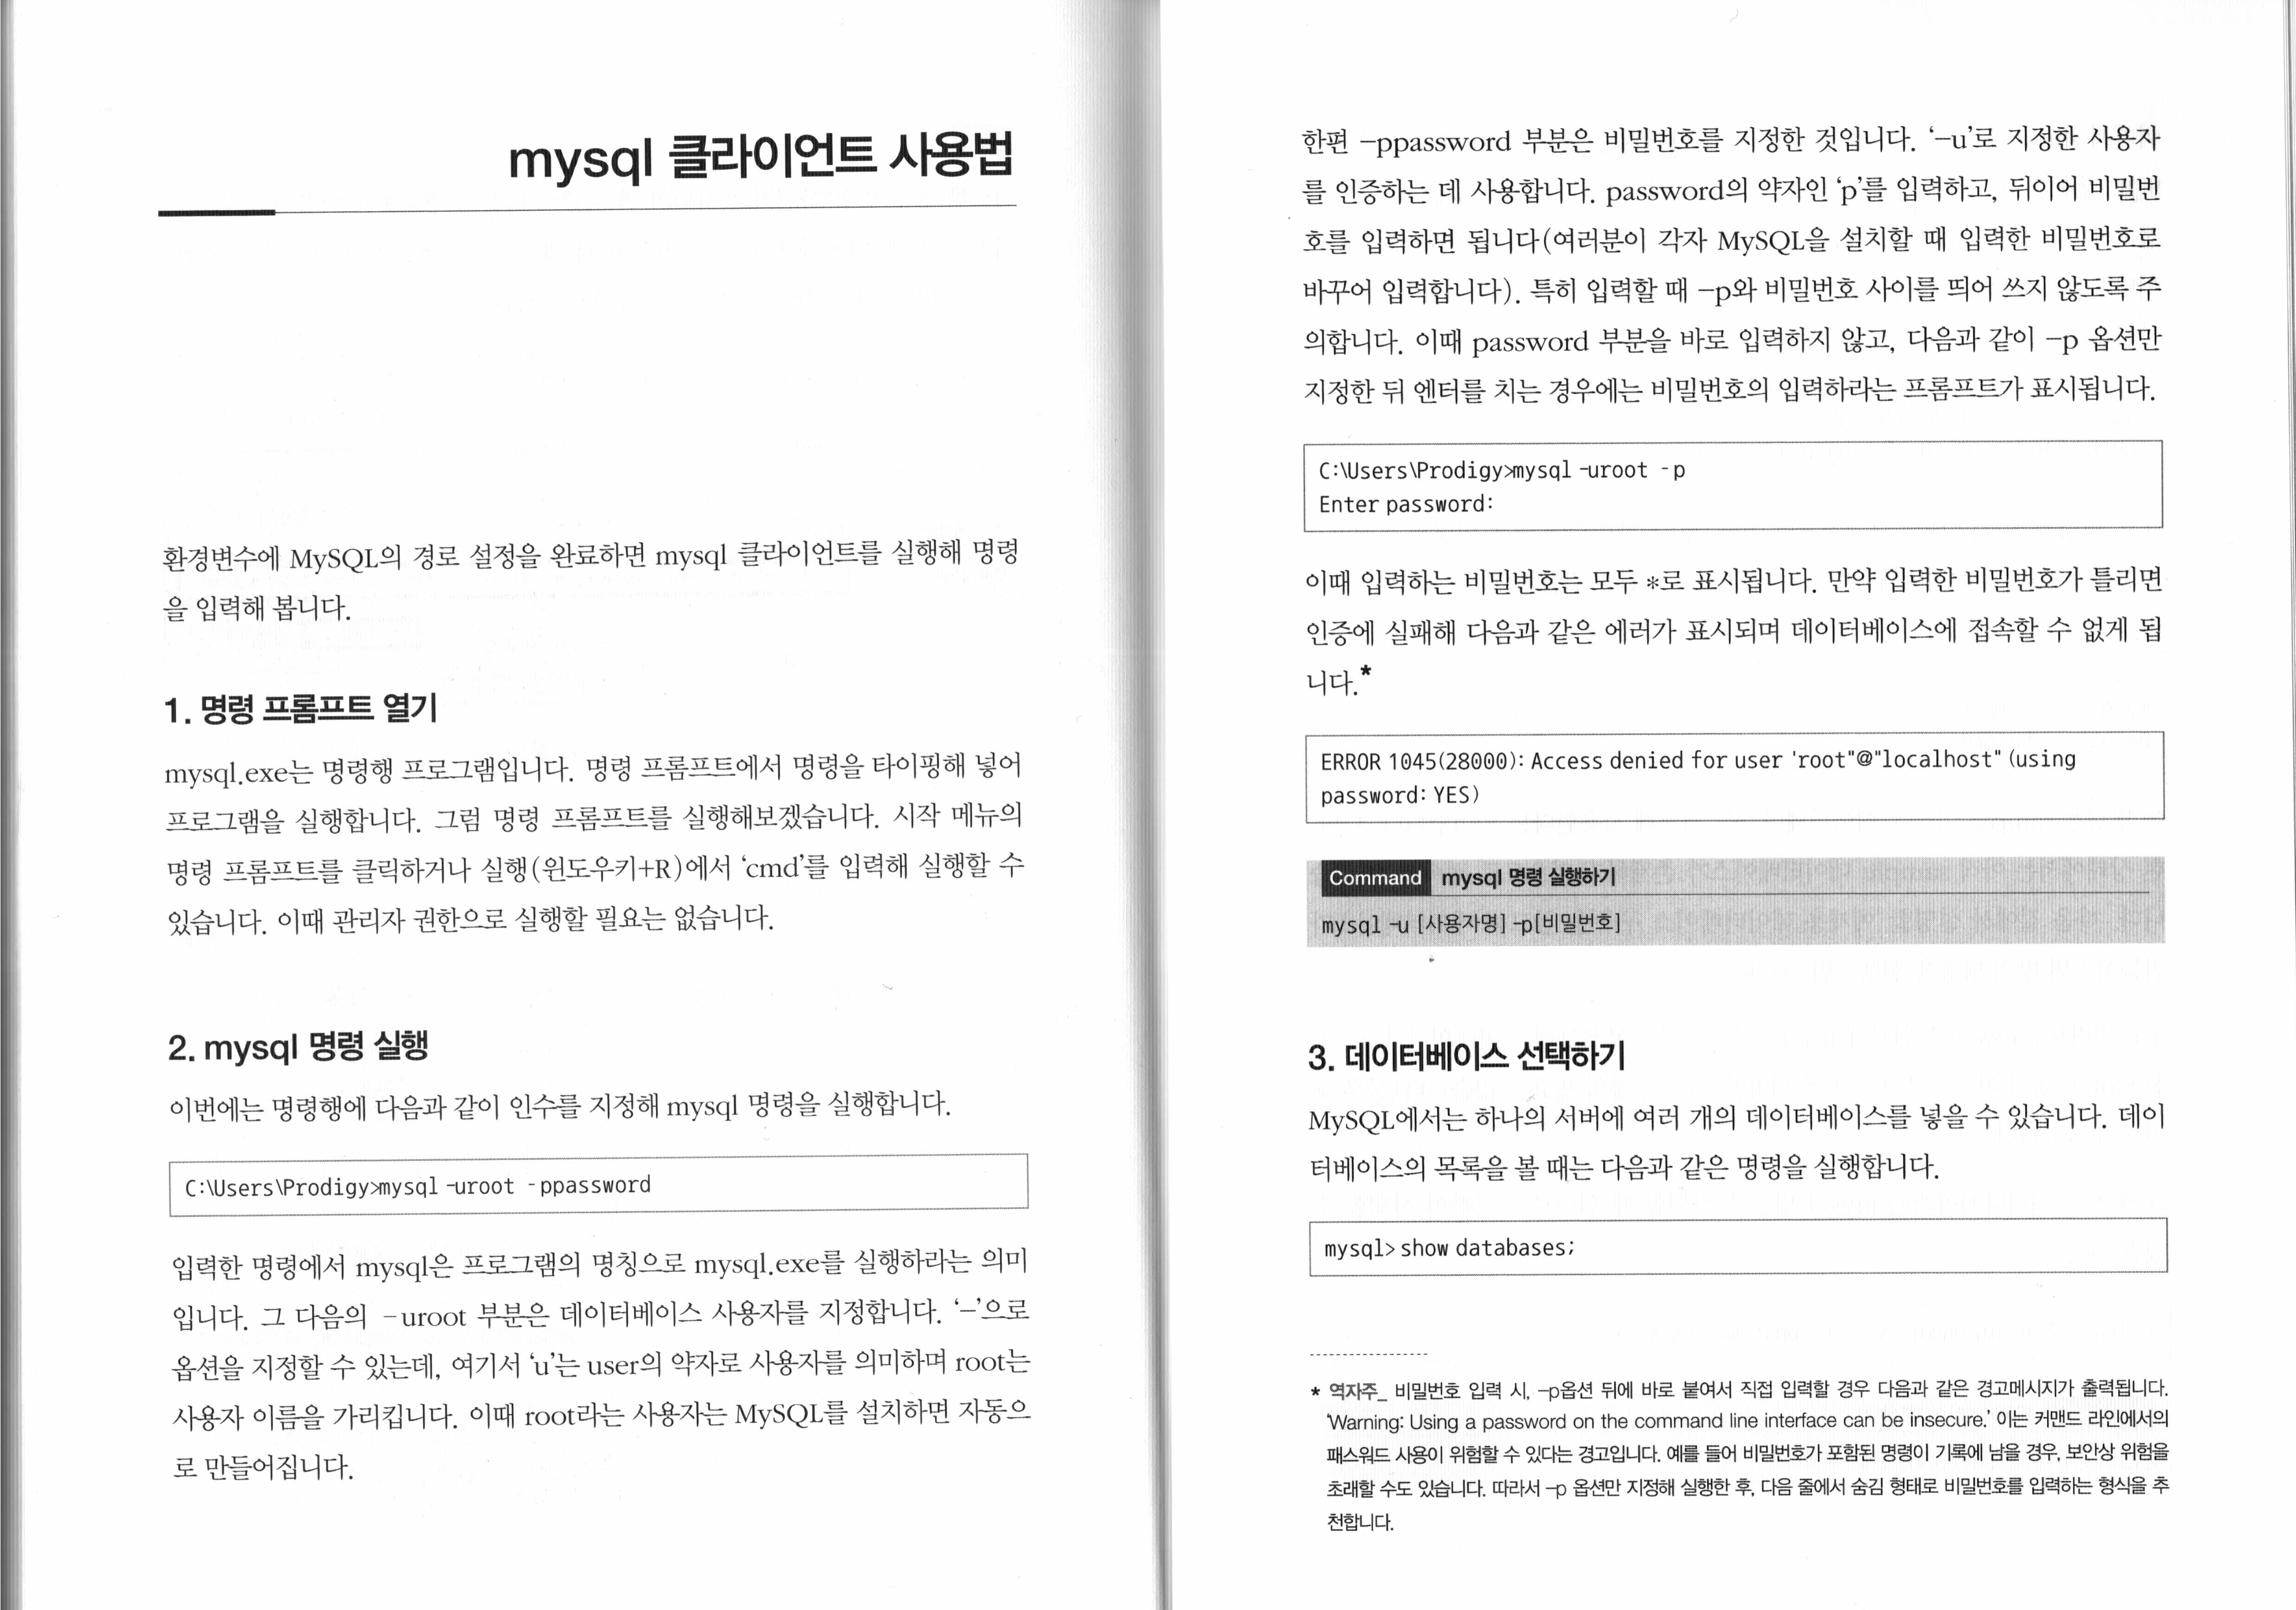 mysql 클라이언트 사용법
환경변수에 MySQL의 경로 설정을 완료하면 mysql 클라이언트를 실행해 명령
을 입력해 봅니다.
1. 명령 프롬프트 열기
mysql.exe는 명령행 프로그램입니다. 명령 프롬프트에서 명령을 타이핑해 넣어
프로그램을 실행합니다. 그럼 명령 프롬프트를 실행해보겠습니다. 시작 메뉴의
명령 프롬프트를 클릭하거나 실행(윈도우키+R)에서 ‘cmd’를 입력해 실행할 수
있습니다. 이때 관리자 권한으로 실행할 필요는 없습니다.
2. mysql 명령 실행
이번에는 명령행에 다음과 같이 인수를 지정해 mysql 명령을 실행합니다.
C:\Users\Prodigy>mysql -uroot -ppassword
입력한 명령에서 mysql은 프로그램의 명칭으로 mysql.exe를 실행하라는 의미
입니다. 그 다음의 -uroot 부분은 데이터베이스 사용자를 지정합니다. ‘-’으로
옵션을 지정할 수 있는데, 여기서 ‘u’는 user의 약자로 사용자를 의미하며 root는
사용자 이름을 가리킵니다. 이때 root라는 사용자는 MySQL를 설치하면 자동으
로 만들어집니다.
한편 -ppassword 부분은 비밀번호를 지정한 것입니다. ‘-u’로 지정한 사용자
를 인증하는 데 사용합니다. password의 약자인 ‘p’를 입력하고, 뒤이어 비밀번
호를 입력하면 됩니다(여러분이 각자 MySQL을 설치할 때 입력한 비밀번호로
바꾸어 입력합니다). 특히 입력할 때 -p와 비밀번호 사이를 띄어 쓰지 않도록 주
의합니다. 이때 password 부분을 바로 입력하지 않고, 다음과 같이 -p 옵션만
지정한 뒤 엔터를 치는 경우에는 비밀번호의 입력하라는 프롬프트가 표시됩니다.
C:\Users\Prodigy>mysql -uroot -p
Enter password:
이때 입력하는 비밀번호는 모두 *로 표시됩니다. 만약 입력한 비밀번호가 틀리면
인증에 실패해 다음과 같은 에러가 표시되며 데이터베이스에 접속할 수 없게 됩
니다.*
ERROR 1045(28000): Access denied for user 'root"@"localhost" (using
password: YES)
Command mysql 명령 실행하기
mysql -u [사용자명] -p[비밀번호]
3. 데이터베이스 선택하기
MySQL에서는 하나의 서버에 여러 개의 데이터베이스를 넣을 수 있습니다. 데이
터베이스의 목록을 볼 때는 다음과 같은 명령을 실행합니다.
mysql> show databases;
* 역자주_ 비밀번호 입력 시, -p옵션 뒤에 바로 붙여서 직접 입력할 경우 다음과 같은 경고메시지가 출력됩니다.
‘Warning: Using a password on the command line interface can be insecure.’ 이는 커맨드 라인에서의
패스워드 사용이 위험할 수 있다는 경고입니다. 예를 들어 비밀번호가 포함된 명령이 기록에 남을 경우, 보안상 위험을
초래할 수도 있습니다. 따라서 -p 옵션만 지정해 실행한 후, 다음 줄에서 숨김 형태로 비밀번호를 입력하는 형식을 추
천합니다.